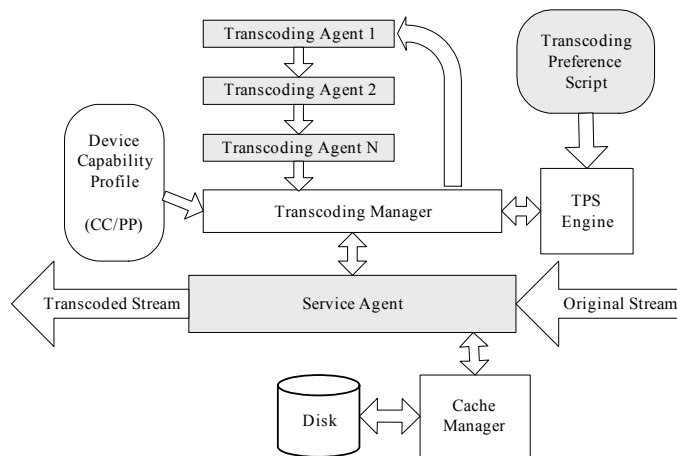 Transcoding Agent 1
Transcoding
Preference
Script
Transcoding Agent 2
Transcoding Agent N
Device
Capability
Profile
(CC/PP)
Transcoding Manager
TPS
Engine
Transcoded Stream
Service Agent
Original Stream
Disk
Cache
Manager